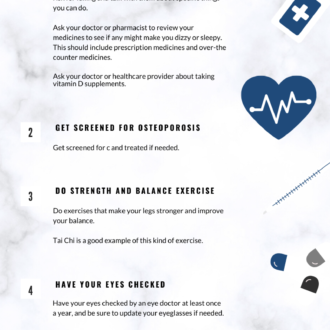 you can do.
Ask your doctor or pharmacist to review your
medicines to see if any might make you dizzy or sleepy.
This should include prescription medicines and over-the
counter medicines.
Ask your doctor or healthcare provider about taking
vitamin D supplements.
2
GET SCREENED FOR OSTEOPOROSIS
Get screened for c and treated if needed.
3
DO STRENGTH AND BALANCE EXERCISE
Do exercises that make your legs stronger and improve
your balance.
Tai Chi is a good example of this kind of exercise.
4
HAVE YOUR EYES CHECKED
Have your eyes checked by an eye doctor at least once
a year, and be sure to update your eyeglasses if needed.